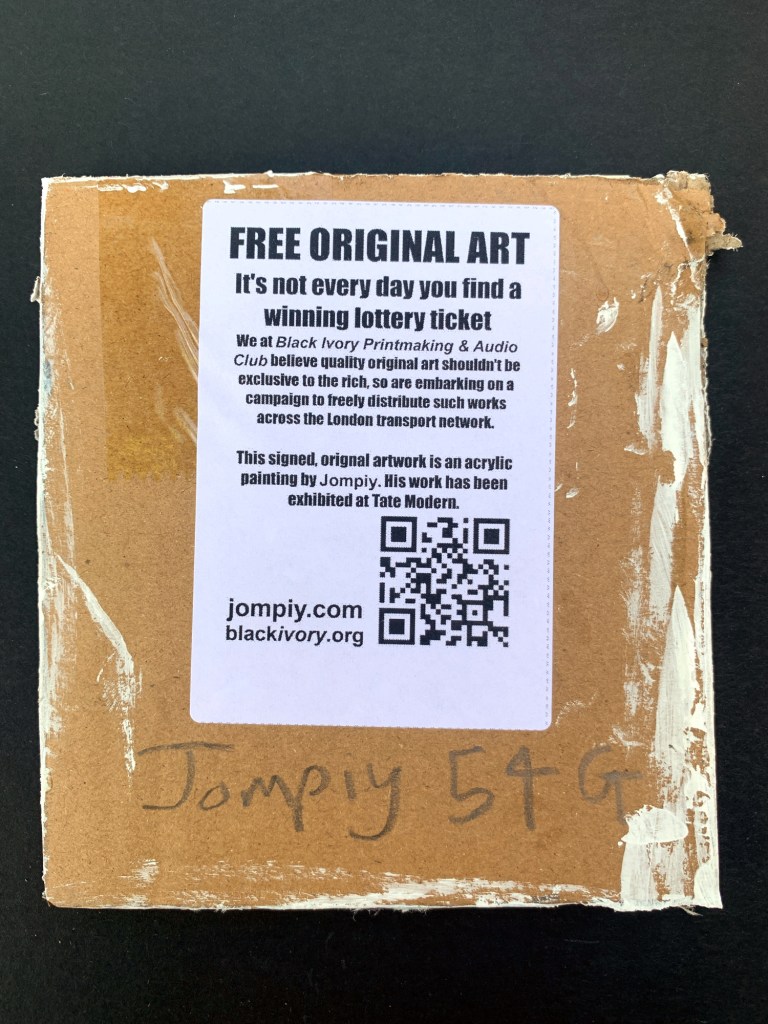 FREE ORIGINAL ART
It's not every day you find a
winning lottery ticket
We at Black Ivory Printmaking & Audio
Club believe quality original art shouldn't be
exclusive to the rich, so are embarking on a
campaign to freely distribute such works
across the London transport network.
This signed, orignal artwork is an acrylic
painting by Jompiy. His work has been
exhibited at Tate Modern.
jompiy.com
blackivory.org
Jompiy 54 G